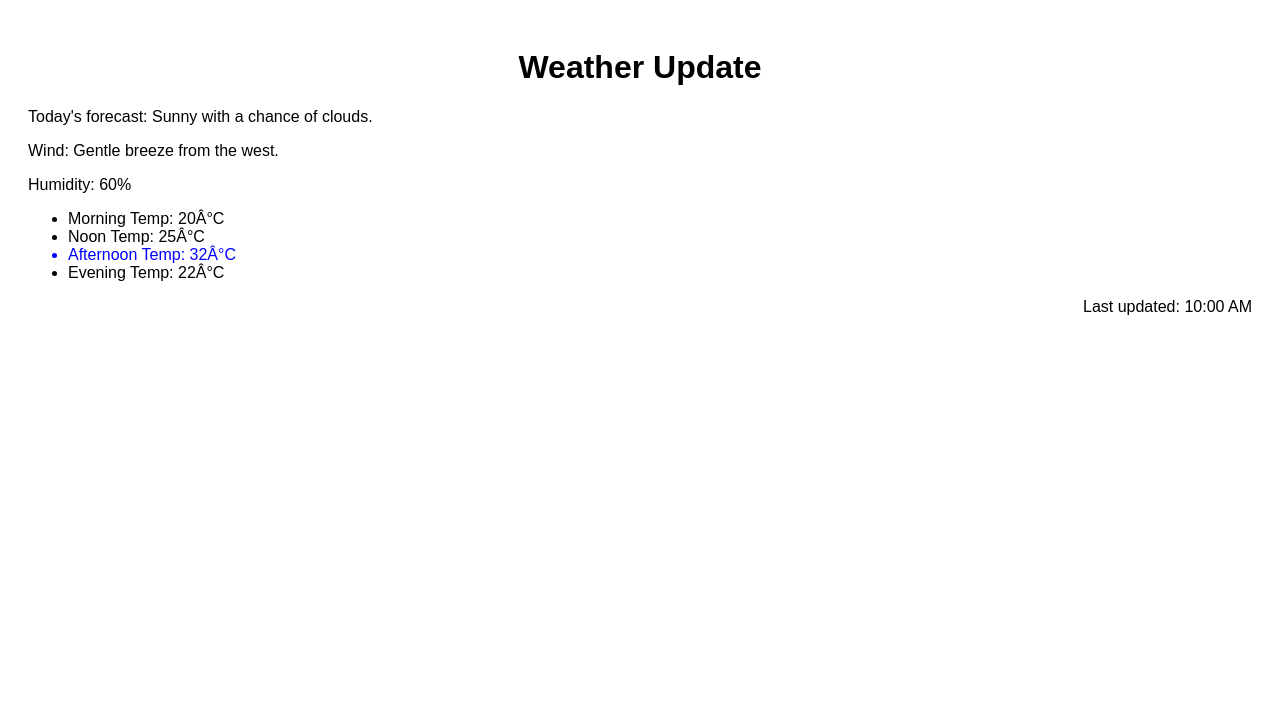 Weather Update
Today's forecast: Sunny with a chance of clouds.
Wind: Gentle breeze from the west.
Humidity: 60%
Morning Temp: 20Â°C
Noon Temp: 25Â°C
Afternoon Temp: 32Â°C
Evening Temp: 22Â°C
Last updated: 10:00 AM